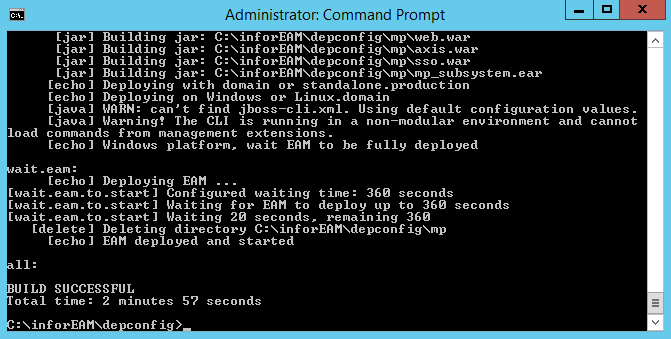 Administrator: Command Prompt
[jar] Building jar: C:\inforEAM\depconfig\mp\web.war
[jar] Building jar: C:\inforEAM\depconfig\mp\axis.war
[jar] Building jar: C:\inforEAM\depconfig\mp\sso.war
[jar] Building jar: C:\inforEAM\depconfig\mp\mp_subsystem.ear
[echo] Deploying with domain or standalone.production
[echo] Deploying on Windows or Linux.domain
[java] WARN: can't find jboss-cli.xml. Using default configuration values.
[java] Warning! The CLI is running in a non-modular environment and cannot
load commands from management extensions.
[echo] Windows platform, wait EAM to be fully deployed
wait.eam:
[echo] Deploying EAM ...
[wait.eam.to.start] Configured waiting time: 360 seconds
[wait.eam.to.start] Waiting for EAM to deploy up to 360 seconds
[wait.eam.to.start] Waiting 20 seconds, remaining 360
[delete] Deleting directory C:\inforEAM\depconfig\mp
[echo] EAM deployed and started
all:
BUILD SUCCESSFUL
Total time: 2 minutes 57 seconds
C:\inforEAM\depconfig>_